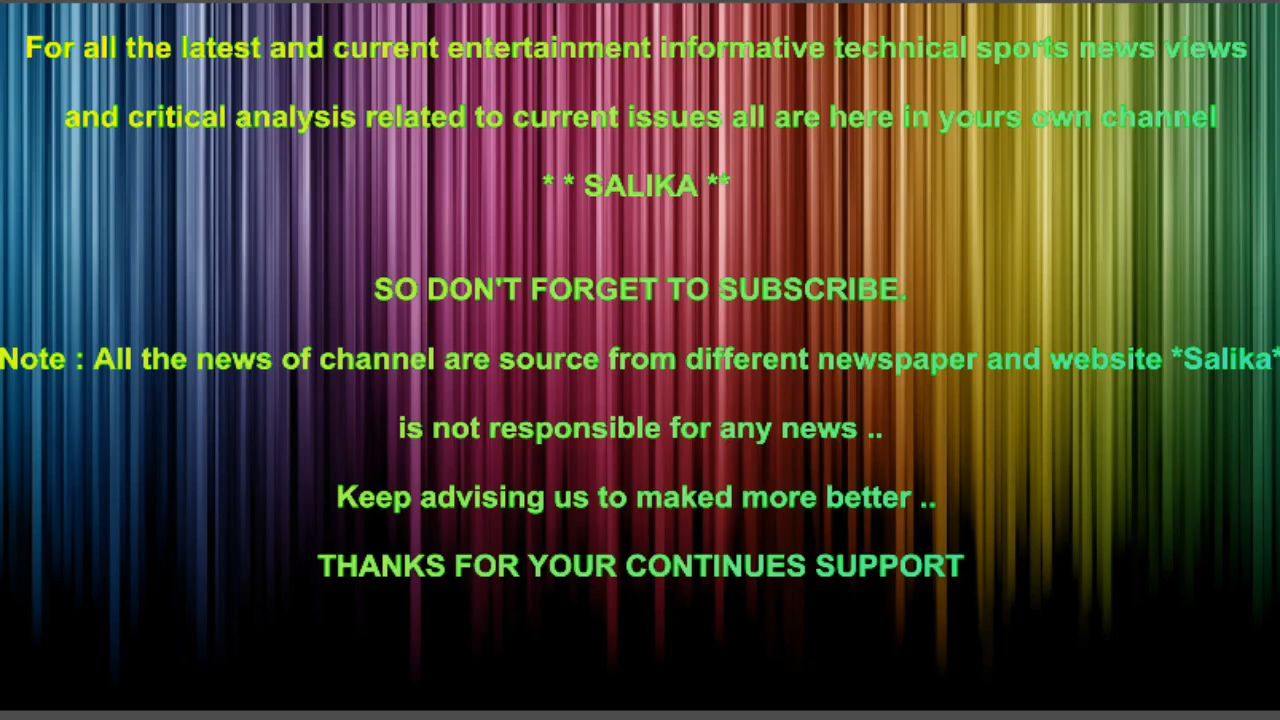 For all the latest and current entertainment informative technical sports news views
and critical analysis related to current issues all are here in yours own channel
* * SALIKA **
SO DON'T FORGET TO SUBSCRIBE.
Note : All the news of channel are source from different newspaper and website *Salika*
is not responsible for any news ..
Keep advising us to maked more better ..
THANKS FOR YOUR CONTINUES SUPPORT